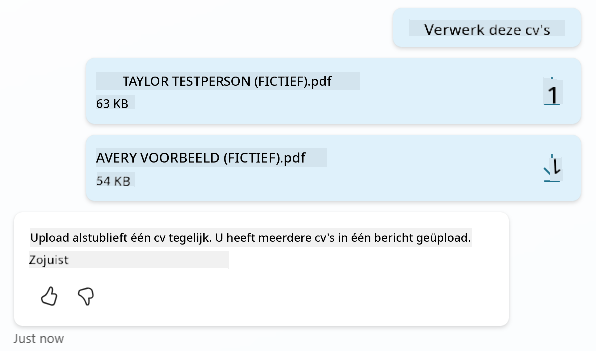 Verwerk deze cv's
TAYLOR TESTPERSON (FICTIEF).pdf
63 KB
1
AVERY VOORBEELD (FICTIEF).pdf
54 KB
Upload alstublieft één cv tegelijk. U heeft meerdere cv's in één bericht geüpload.
Zojuist
Just now